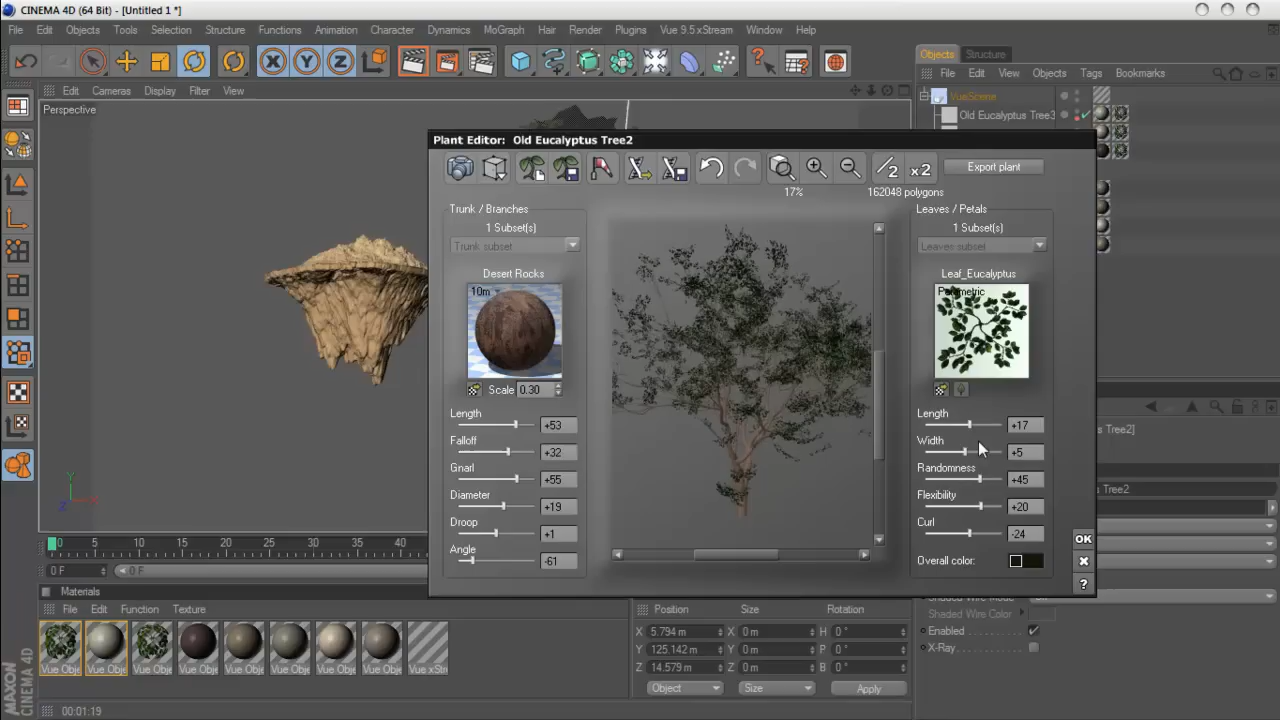 CINEMA 4D (64 Bit) - [Untitled 1 *]
File Edit Objects Tools Selection Structure Functions Animation Character Dynamics MoGraph Hair Render Plugins Vue 9.5 xStream Window Help
X Y Z
Objects Structure
File Edit View Objects Tags Bookmarks
Edit Cameras Display Filter View
Perspective
VueScene
Old Eucalyptus Tree3
Plant Editor: Old Eucalyptus Tree2
/2 x2 Export plant
17% 162048 polygons
Trunk / Branches
1 Subset(s)
Trunk subset
Desert Rocks
10m
Scale 0.30
Length +53
Falloff +32
Gnarl +55
Diameter +19
Droop +1
Angle -61
Leaves / Petals
1 Subset(s)
Leaves subset
Leaf_Eucalyptus
Parametric
Length +17
Width +5
Randomness +45
Flexibility +20
Curl -24
Overall color:
OK
?
Tree2]
s Tree2
Y
Z X
0 5 10 15 20 25 30 35 40
0 F 0 F
Materials
File Edit Function Texture
Vue Obje Vue Obje Vue Obje Vue Obje Vue Obje Vue Obje Vue Obje Vue Obje Vue xStre
Position Size Rotation
X 5.794 m X 0 m H 0 °
Y 125.142 m Y 0 m P 0 °
Z 14.579 m Z 0 m B 0 °
Object Size Apply
Shaded Wire Mode
Shaded Wire Color
Enabled
X-Ray
MAXON
CINEMA 4D
00:01:19